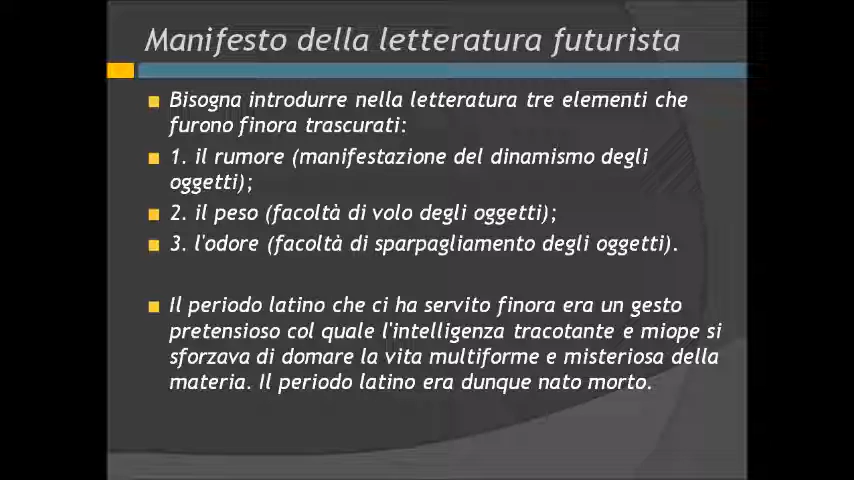 Manifesto della letteratura futurista
Bisogna introdurre nella letteratura tre elementi che
furono finora trascurati:
1. il rumore (manifestazione del dinamismo degli
oggetti);
2. il peso (facoltà di volo degli oggetti);
3. l'odore (facoltà di sparpagliamento degli oggetti).
Il periodo latino che ci ha servito finora era un gesto
pretensioso col quale l'intelligenza tracotante e miope si
sforzava di domare la vita multiforme e misteriosa della
materia. Il periodo latino era dunque nato morto.